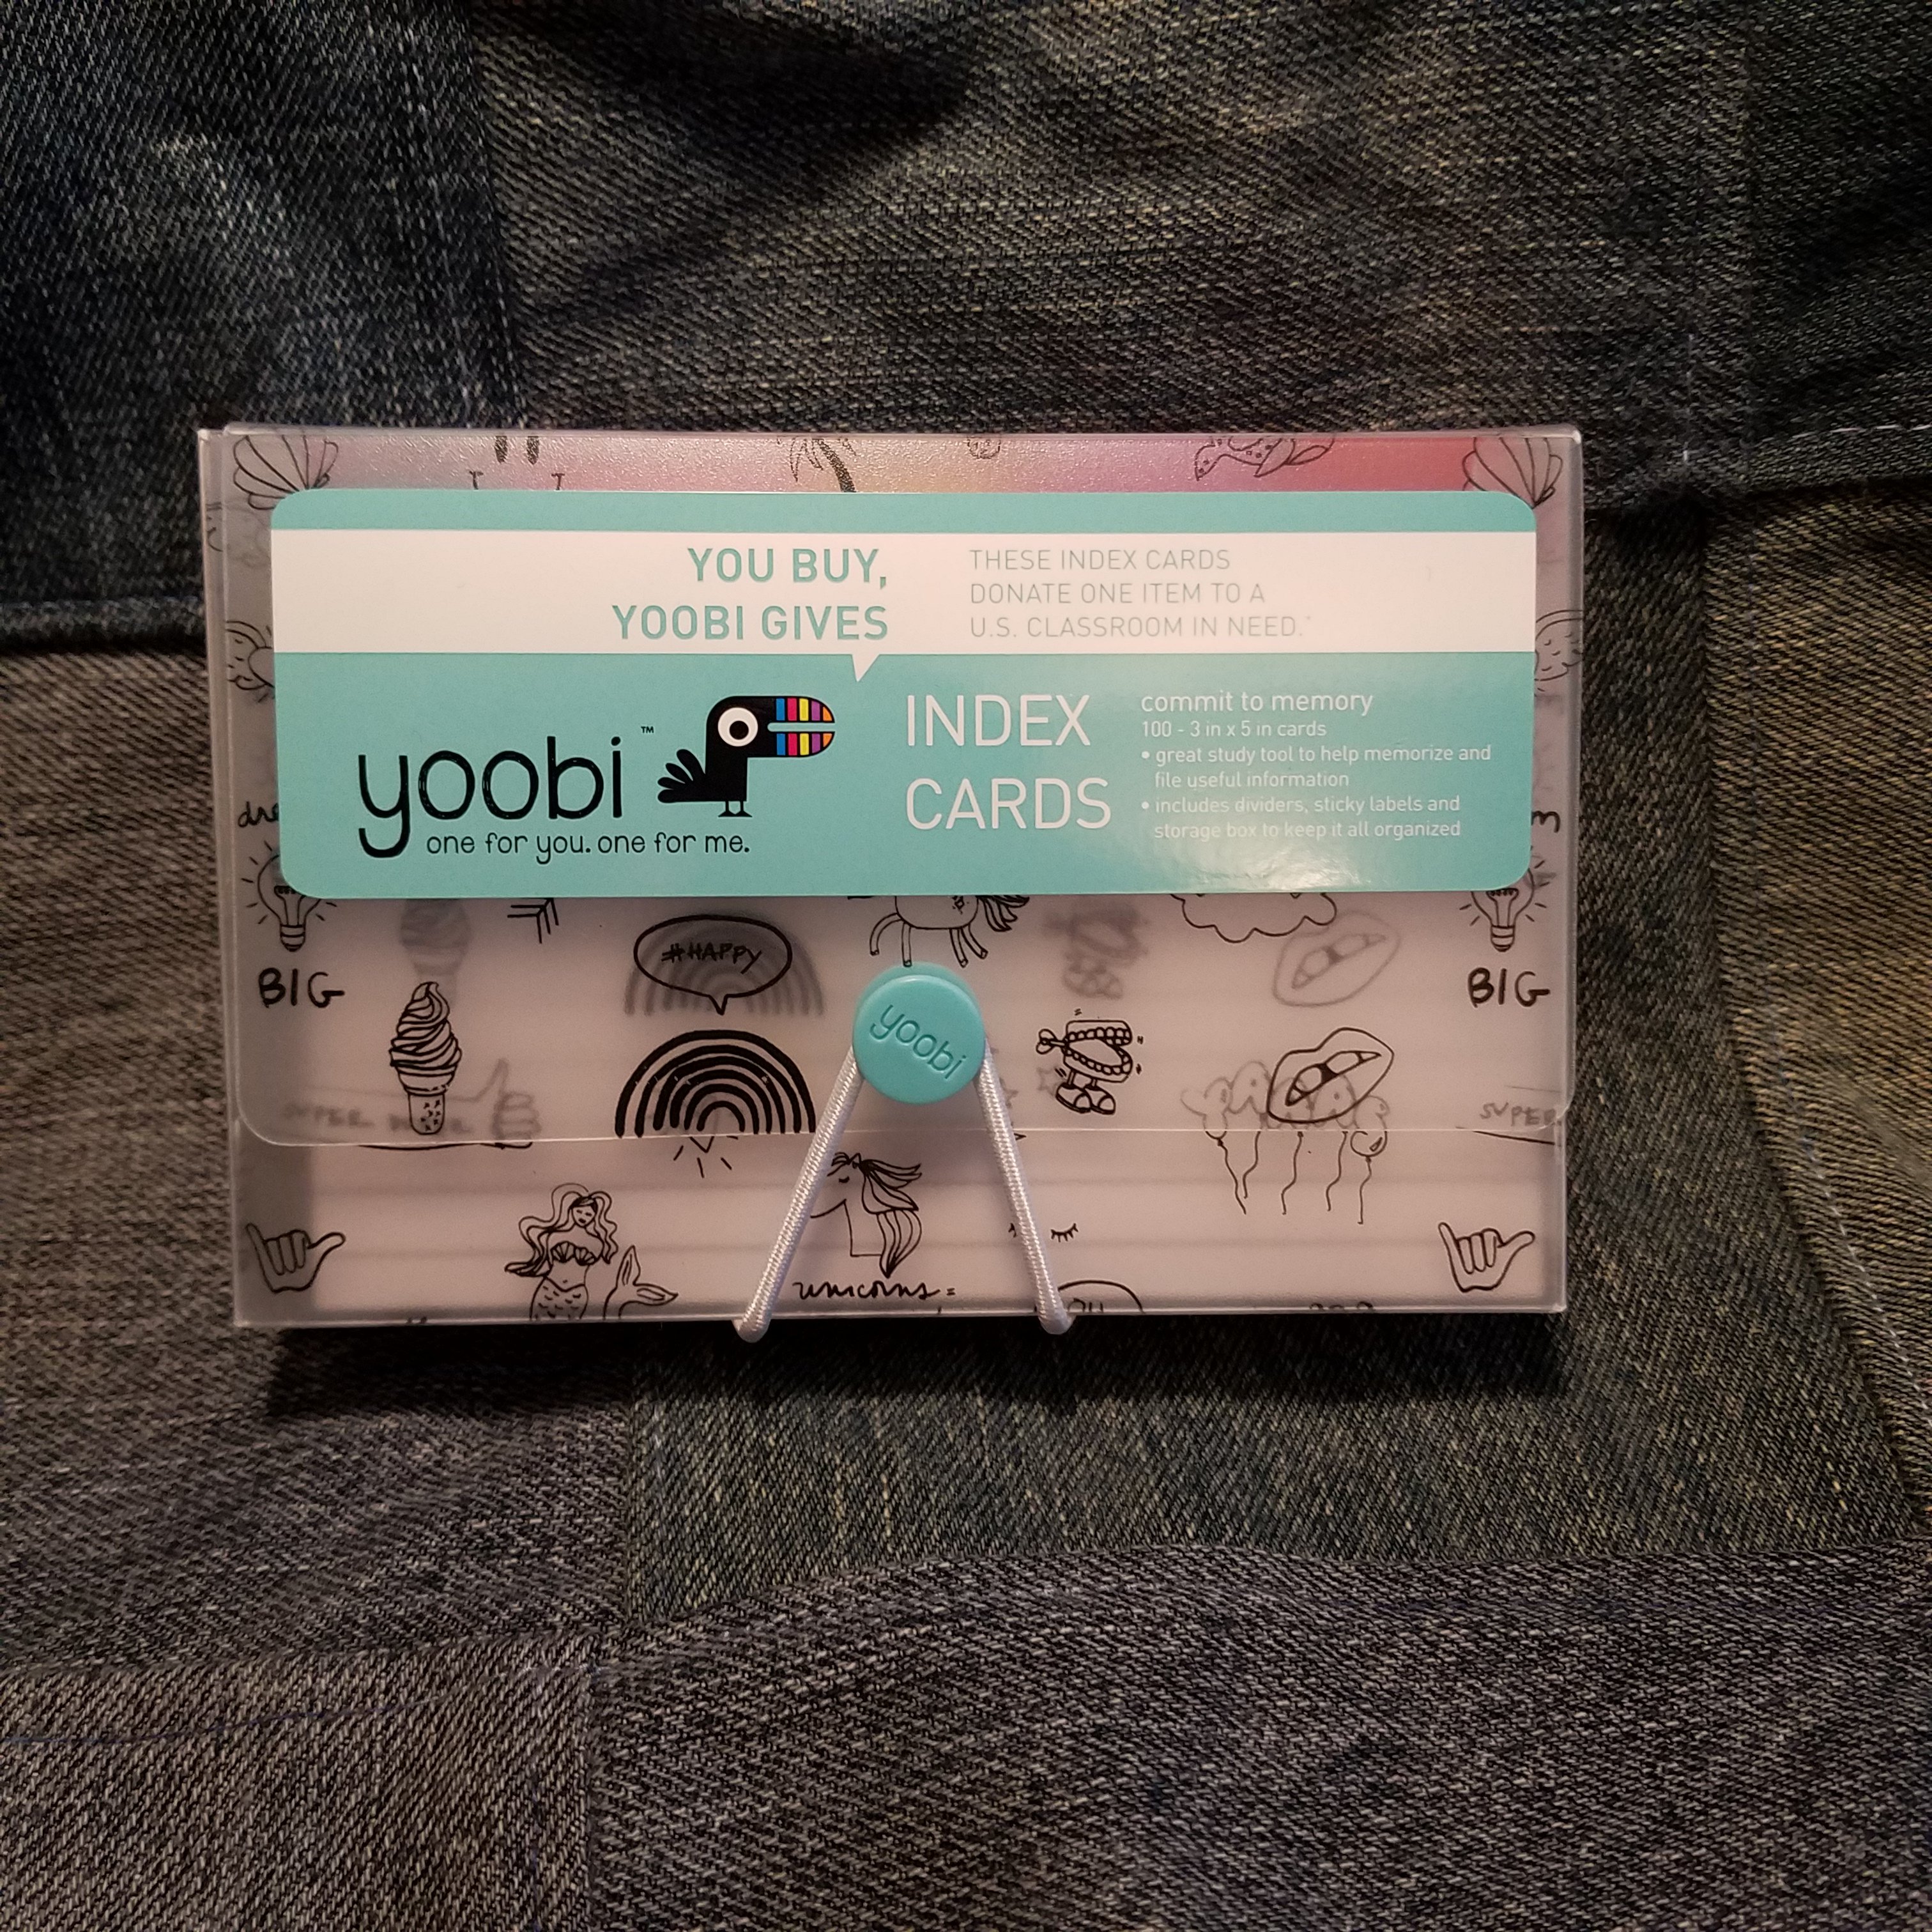 YOU BUY,
YOOBI GIVES
THESE INDEX CARDS
DONATE ONE ITEM TO A
U.S. CLASSROOM IN NEED.*
yoobi™
one for you. one for me.
INDEX
CARDS
commit to memory
100 - 3 in x 5 in cards
• great study tool to help memorize and
file useful information
• includes dividers, sticky labels and
storage box to keep it all organized
#HAPPY
BIG
BIG
yoobi
SUPER
unicorns=